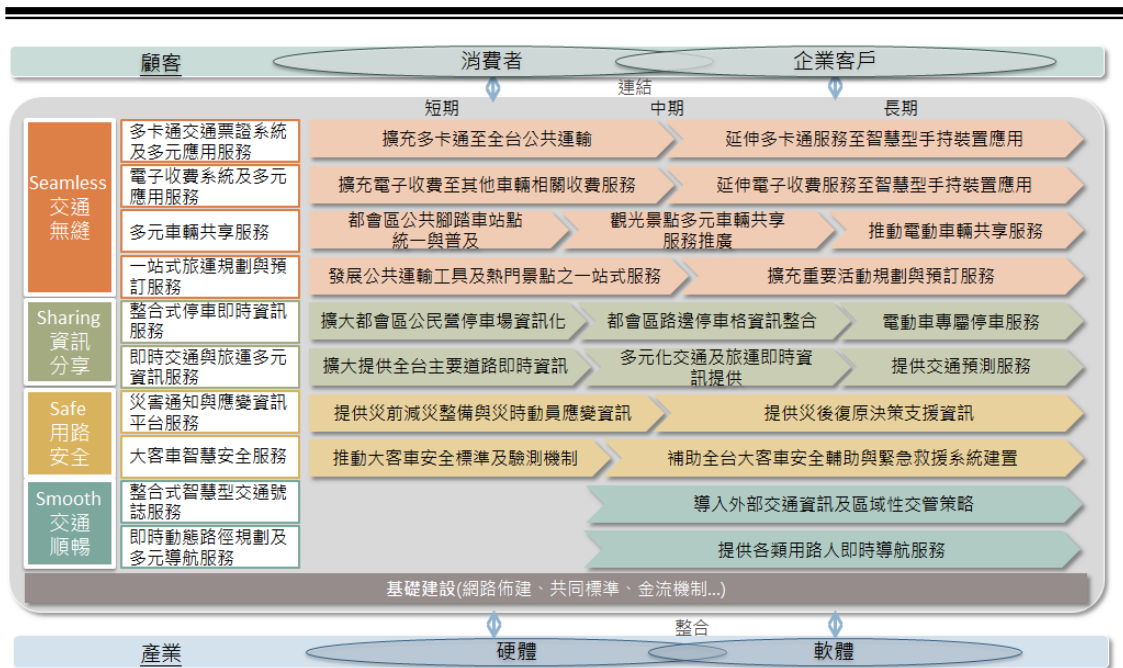 顧客
消費者
企業客戶
連結
短期
中期
長期
Seamless
交通
無縫
多卡通交通票證系統
及多元應用服務
擴充多卡通至全台公共運輸
延伸多卡通服務至智慧型手持裝置應用
電子收費系統及多元
應用服務
擴充電子收費至其他車輛相關收費服務
延伸電子收費服務至智慧型手持裝置應用
多元車輛共享服務
都會區公共腳踏車站點
統一與普及
觀光景點多元車輛共享
服務推廣
推動電動車輛共享服務
一站式旅運規劃與預
訂服務
發展公共運輸工具及熱門景點之一站式服務
擴充重要活動規劃與預訂服務
Sharing
資訊
分享
整合式停車即時資訊
服務
擴大都會區公民營停車場資訊化
都會區路邊停車格資訊整合
電動車專屬停車服務
即時交通與旅運多元
資訊服務
擴大提供全台主要道路即時資訊
多元化交通及旅運即時資
訊提供
提供交通預測服務
Safe
用路
安全
災害通知與應變資訊
平台服務
提供災前減災整備與災時動員應變資訊
提供災後復原決策支援資訊
大客車智慧安全服務
推動大客車安全標準及驗測機制
補助全台大客車安全輔助與緊急救援系統建置
Smooth
交通
順暢
整合式智慧型交通號
誌服務
導入外部交通資訊及區域性交管策略
即時動態路徑規劃及
多元導航服務
提供各類用路人即時導航服務
基礎建設(網路佈建、共同標準、金流機制...)
整合
產業
硬體
軟體